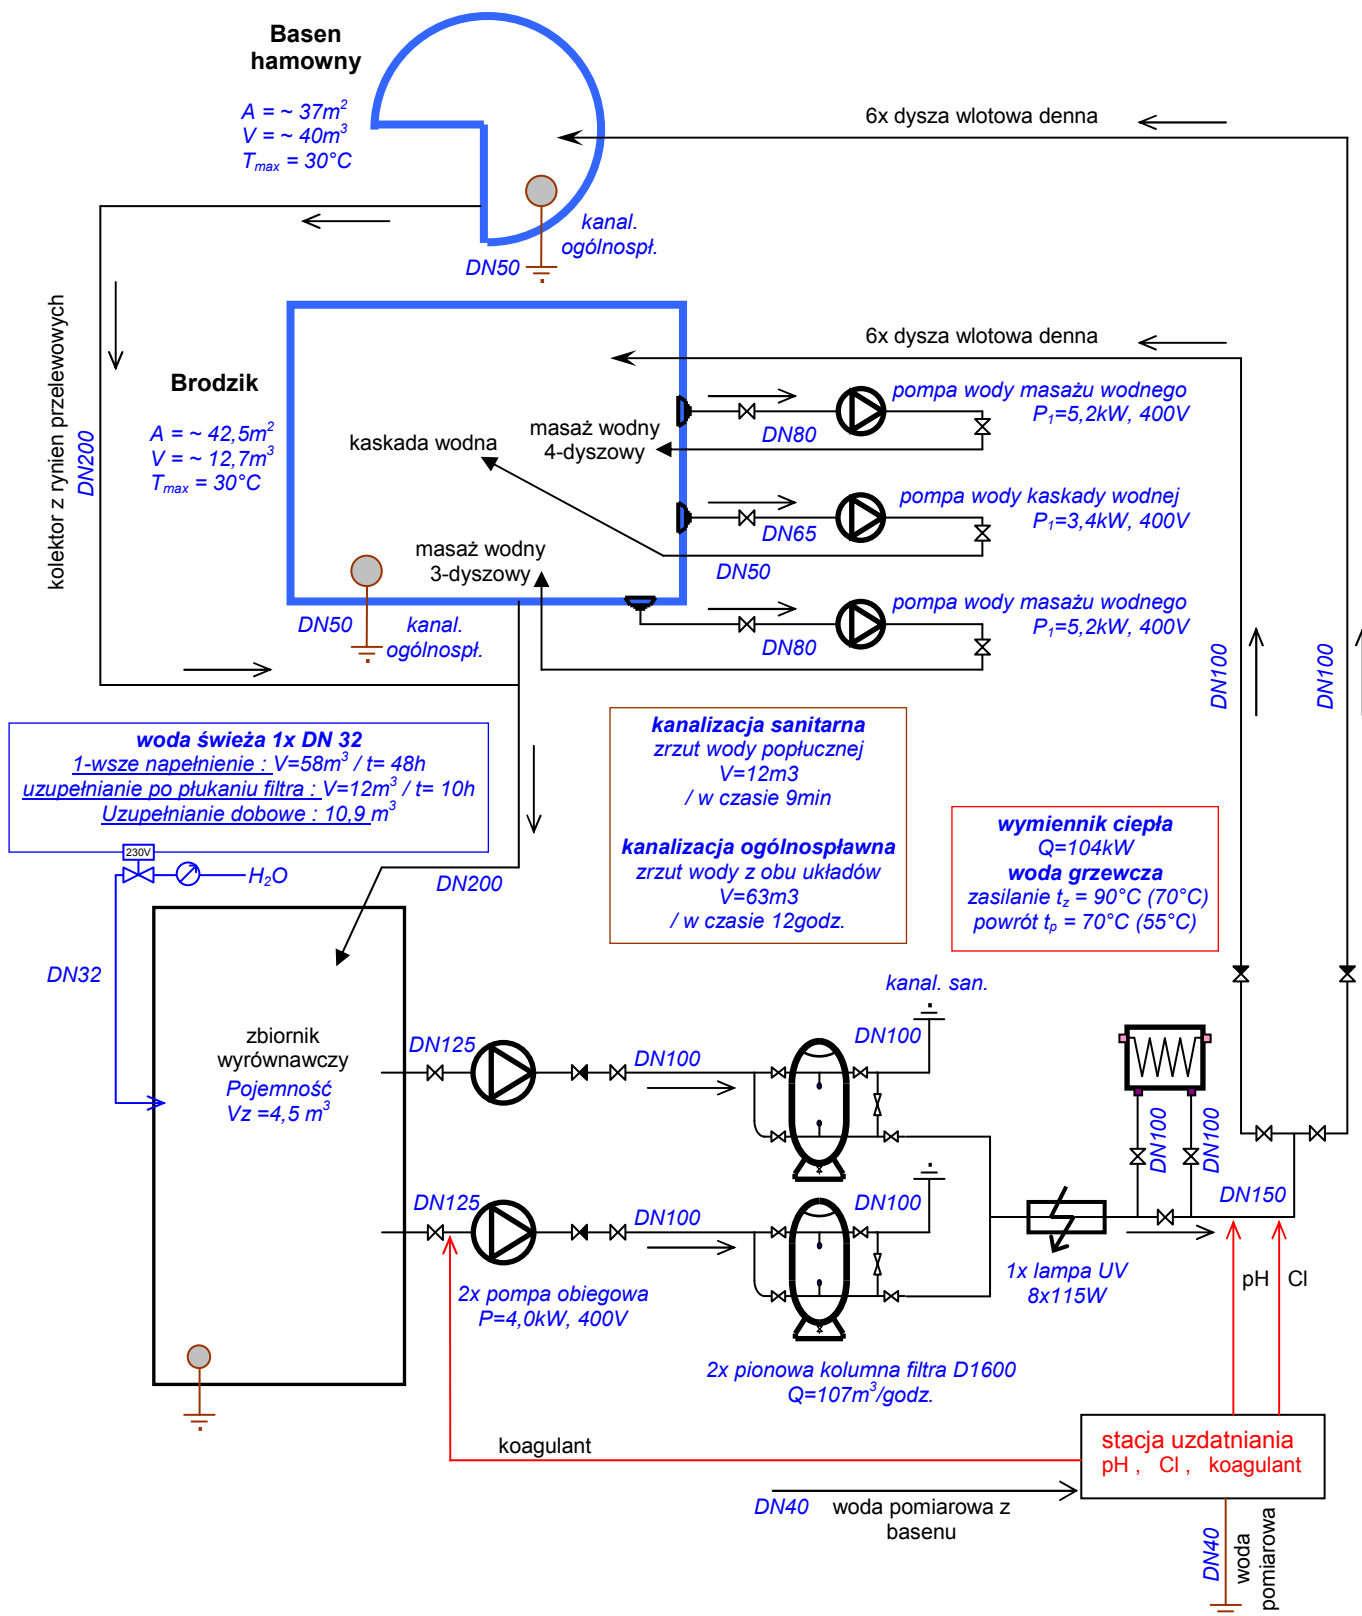 Basen
hamowny
A = ~ 37m²
V = ~ 40m³
Tmax = 30°C
6x dysza wlotowa denna
kanal.
ogólnospł.
DN50
kolektor z rynien przelewowych
DN200
Brodzik
A = ~ 42,5m²
V = ~ 12,7m³
Tmax = 30°C
6x dysza wlotowa denna
pompa wody masażu wodnego
P₁=5,2kW, 400V
DN80
masaż wodny
4-dyszowy
kaskada wodna
pompa wody kaskady wodnej
P₁=3,4kW, 400V
DN65
DN50
masaż wodny
3-dyszowy
pompa wody masażu wodnego
P₁=5,2kW, 400V
DN80
DN50
kanal.
ogólnospł.
DN100
DN100
woda świeża 1x DN 32
1-wsze napełnienie : V=58m³ / t= 48h
uzupełnianie po płukaniu filtra : V=12m³ / t= 10h
Uzupełnianie dobowe : 10,9 m³
kanalizacja sanitarna
zrzut wody popłucznej
V=12m3
/ w czasie 9min
kanalizacja ogólnospławna
zrzut wody z obu układów
V=63m3
/ w czasie 12godz.
wymiennik ciepła
Q=104kW
woda grzewcza
zasilanie tz = 90°C (70°C)
powrót tp = 70°C (55°C)
230V
H₂O
DN200
DN32
zbiornik
wyrównawczy
Pojemność
Vz =4,5 m³
kanal. san.
DN125
DN100
DN100
DN100
DN100
DN150
DN125
DN100
DN100
2x pompa obiegowa
P=4,0kW, 400V
1x lampa UV
8x115W
pH
Cl
2x pionowa kolumna filtra D1600
Q=107m³/godz.
koagulant
stacja uzdatniania
pH , Cl , koagulant
DN40 woda pomiarowa z
basenu
DN40
woda
pomiarowa